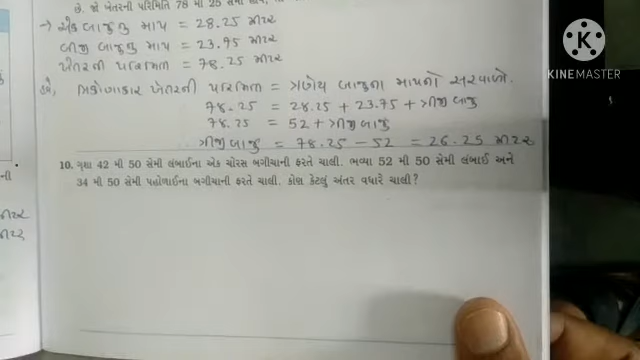 છે. જો ખેતરની પરિમિતિ 78 મી 25 સેમી
→ એક બાજુનું માપ = 28.25 મીટર
બીજી બાજુનું માપ = 23.75 મીટર
ખેતરની પરિમિતિ = 78.25 મીટર
હવે, ત્રિકોણાકાર ખેતરની પરિમિતિ = ત્રણેય બાજુના માપનો સરવાળો.
78.25 = 28.25 + 23.75 + ત્રીજી બાજુ
78.25 = 52 + ત્રીજી બાજુ
ત્રીજી બાજુ = 78.25 - 52 = 26.25 મીટર
10. તૃષા 42 મી 50 સેમી લંબાઈના એક ચોરસ બગીચાની ફરતે ચાલી. ભવ્યા 52 મી 50 સેમી લંબાઈ અને
34 મી 50 સેમી પહોળાઈના બગીચાની ફરતે ચાલી. કોણ કેટલું અંતર વધારે ચાલી?
ની
મીટર
મીટર
KINEMASTER